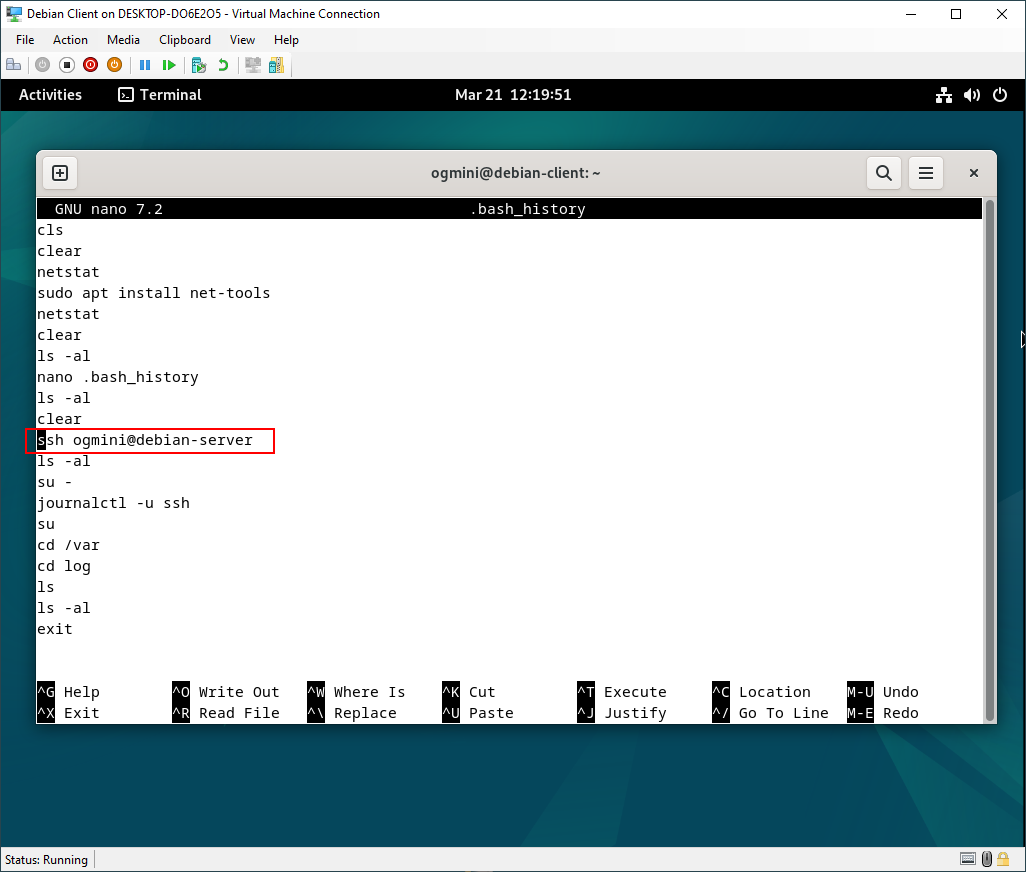 Debian Client on DESKTOP-DO6E2O5 - Virtual Machine Connection
File Action Media Clipboard View Help
Activities Terminal Mar 21 12:19:51
ogmini@debian-client: ~
GNU nano 7.2 .bash_history
cls
clear
netstat
sudo apt install net-tools
netstat
clear
ls -al
nano .bash_history
ls -al
clear
ssh ogmini@debian-server
ls -al
su -
journalctl -u ssh
su
cd /var
cd log
ls
ls -al
exit
^G Help ^O Write Out ^W Where Is ^K Cut ^T Execute ^C Location M-U Undo
^X Exit ^R Read File ^\ Replace ^U Paste ^J Justify ^/ Go To Line M-E Redo
Status: Running